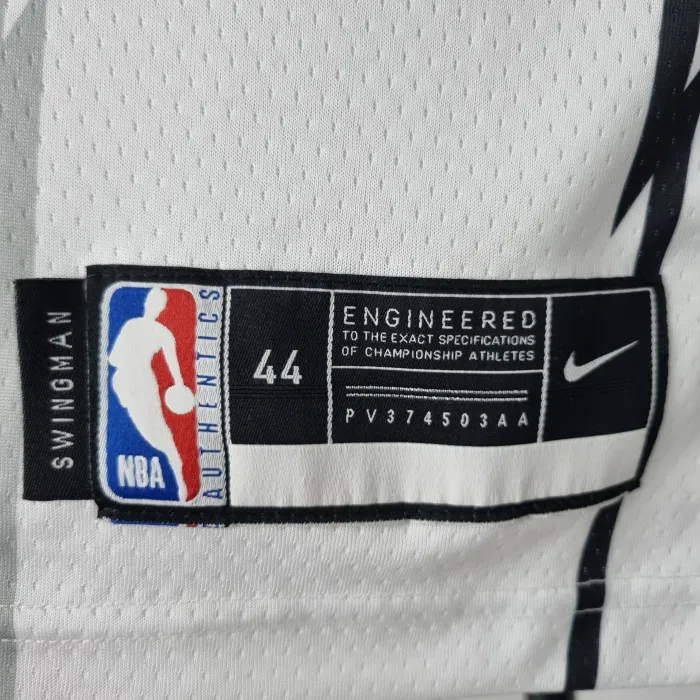 SWINGMAN
NBA
AUTHENTICS
44
ENGINEERED
TO THE EXACT SPECIFICATIONS
OF CHAMPIONSHIP ATHLETES
PV374503AA